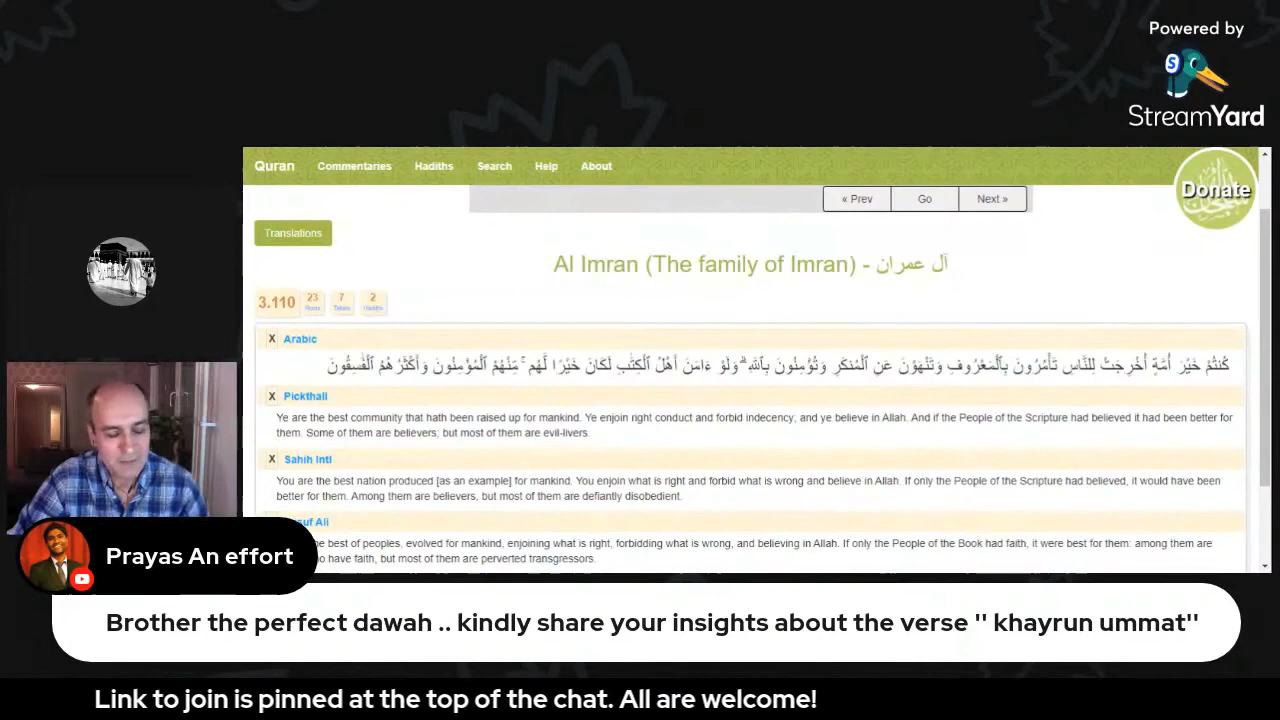 Powered by
StreamYard
Quran Commentaries Hadiths Search Help About
Donate
« Prev Go Next »
Translations
Al Imran (The family of Imran) - آل عمران
3.110 23 7 2
X Arabic
كُنتُمْ خَيْرَ أُمَّةٍ أُخْرِجَتْ لِلنَّاسِ تَأْمُرُونَ بِٱلْمَعْرُوفِ وَتَنْهَوْنَ عَنِ ٱلْمُنكَرِ وَتُؤْمِنُونَ بِٱللَّهِ ۗ وَلَوْ ءَامَنَ أَهْلُ ٱلْكِتَٰبِ لَكَانَ خَيْرًا لَّهُم ۚ مِّنْهُمُ ٱلْمُؤْمِنُونَ وَأَكْثَرُهُمُ ٱلْفَٰسِقُونَ
X Pickthall
Ye are the best community that hath been raised up for mankind. Ye enjoin right conduct and forbid indecency, and ye believe in Allah. And if the People of the Scripture had believed it had been better for
them. Some of them are believers; but most of them are evil-livers.
X Sahih Intl
You are the best nation produced [as an example] for mankind. You enjoin what is right and forbid what is wrong and believe in Allah. If only the People of the Scripture had believed, it would have been
better for them. Among them are believers, but most of them are defiantly disobedient.
suf Ali
he best of peoples, evolved for mankind, enjoining what is right, forbidding what is wrong, and believing in Allah. If only the People of the Book had faith, it were best for them: among them are
ho have faith, but most of them are perverted transgressors.
Prayas An effort
Brother the perfect dawah .. kindly share your insights about the verse '' khayrun ummat''
Link to join is pinned at the top of the chat. All are welcome!